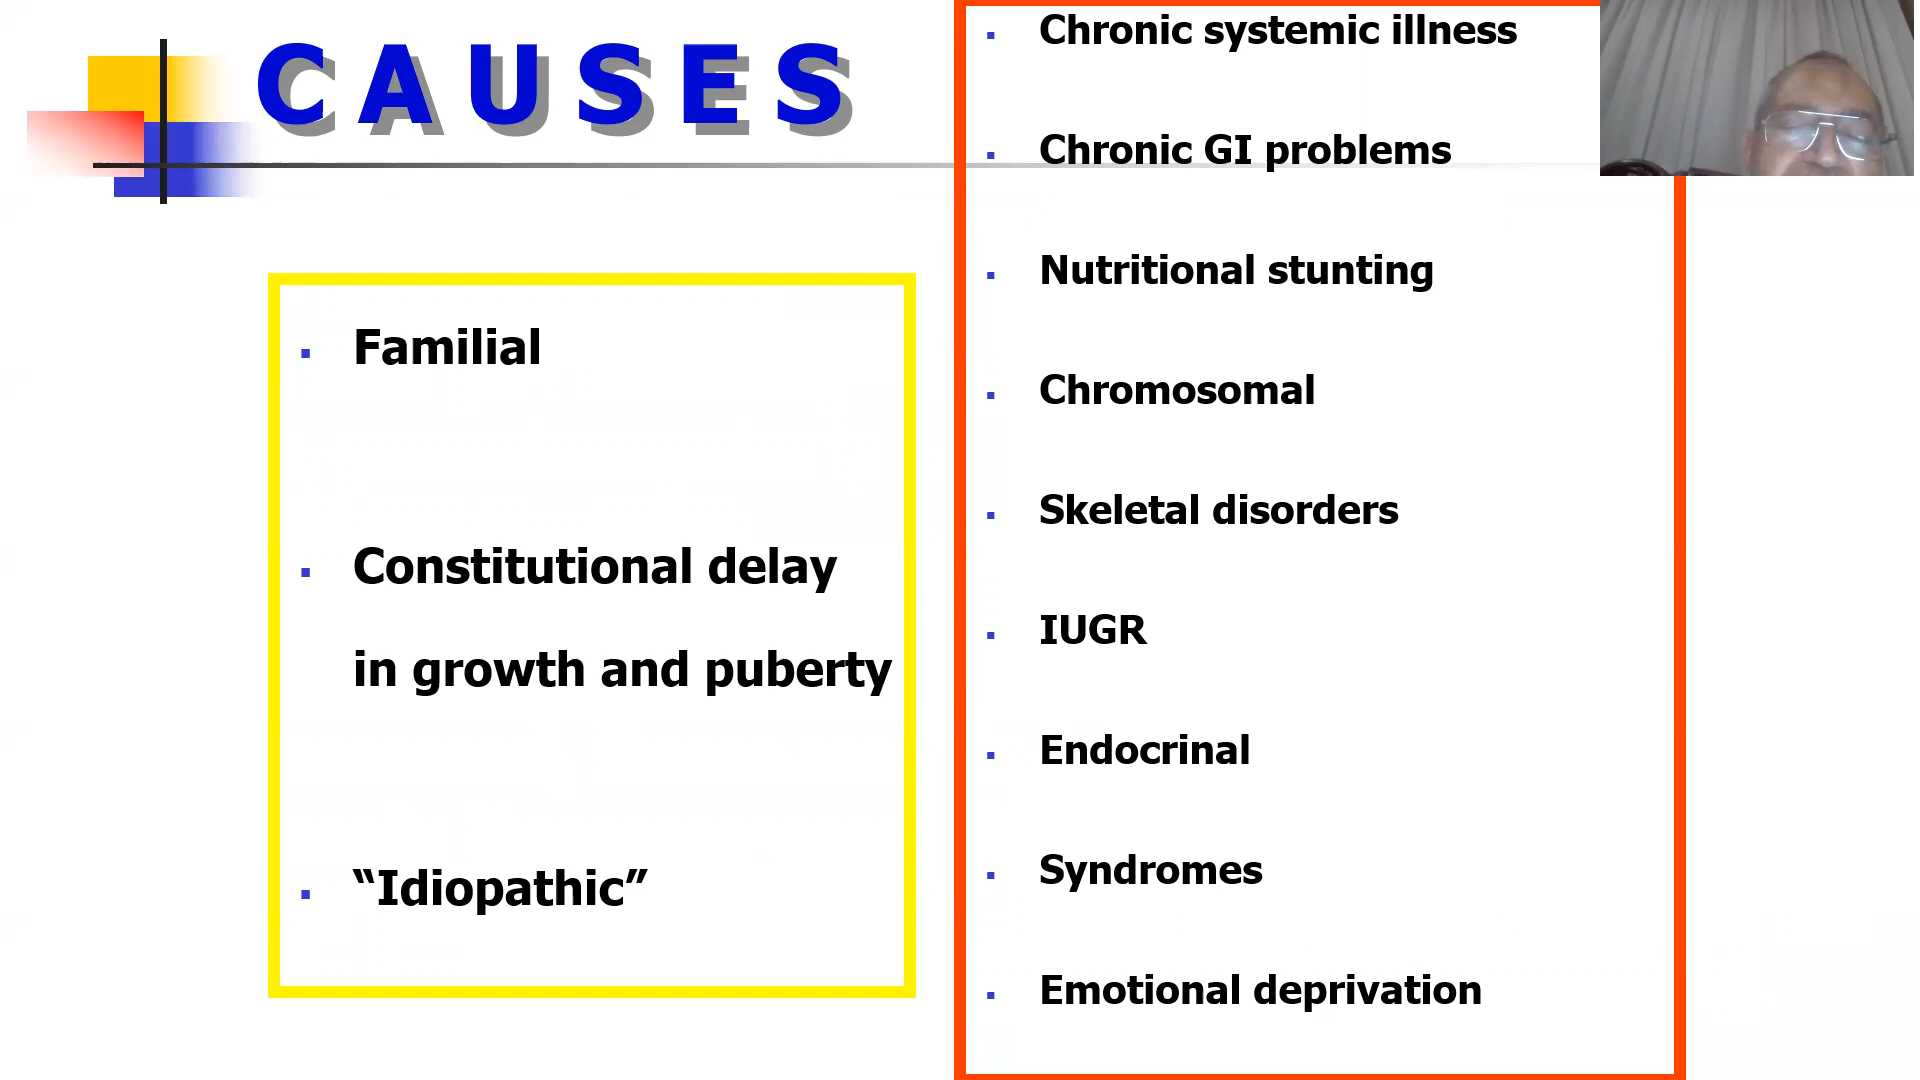 CAUSES
Familial
Constitutional delay
in growth and puberty
“Idiopathic”
Chronic systemic illness
Chronic GI problems
Nutritional stunting
Chromosomal
Skeletal disorders
IUGR
Endocrinal
Syndromes
Emotional deprivation